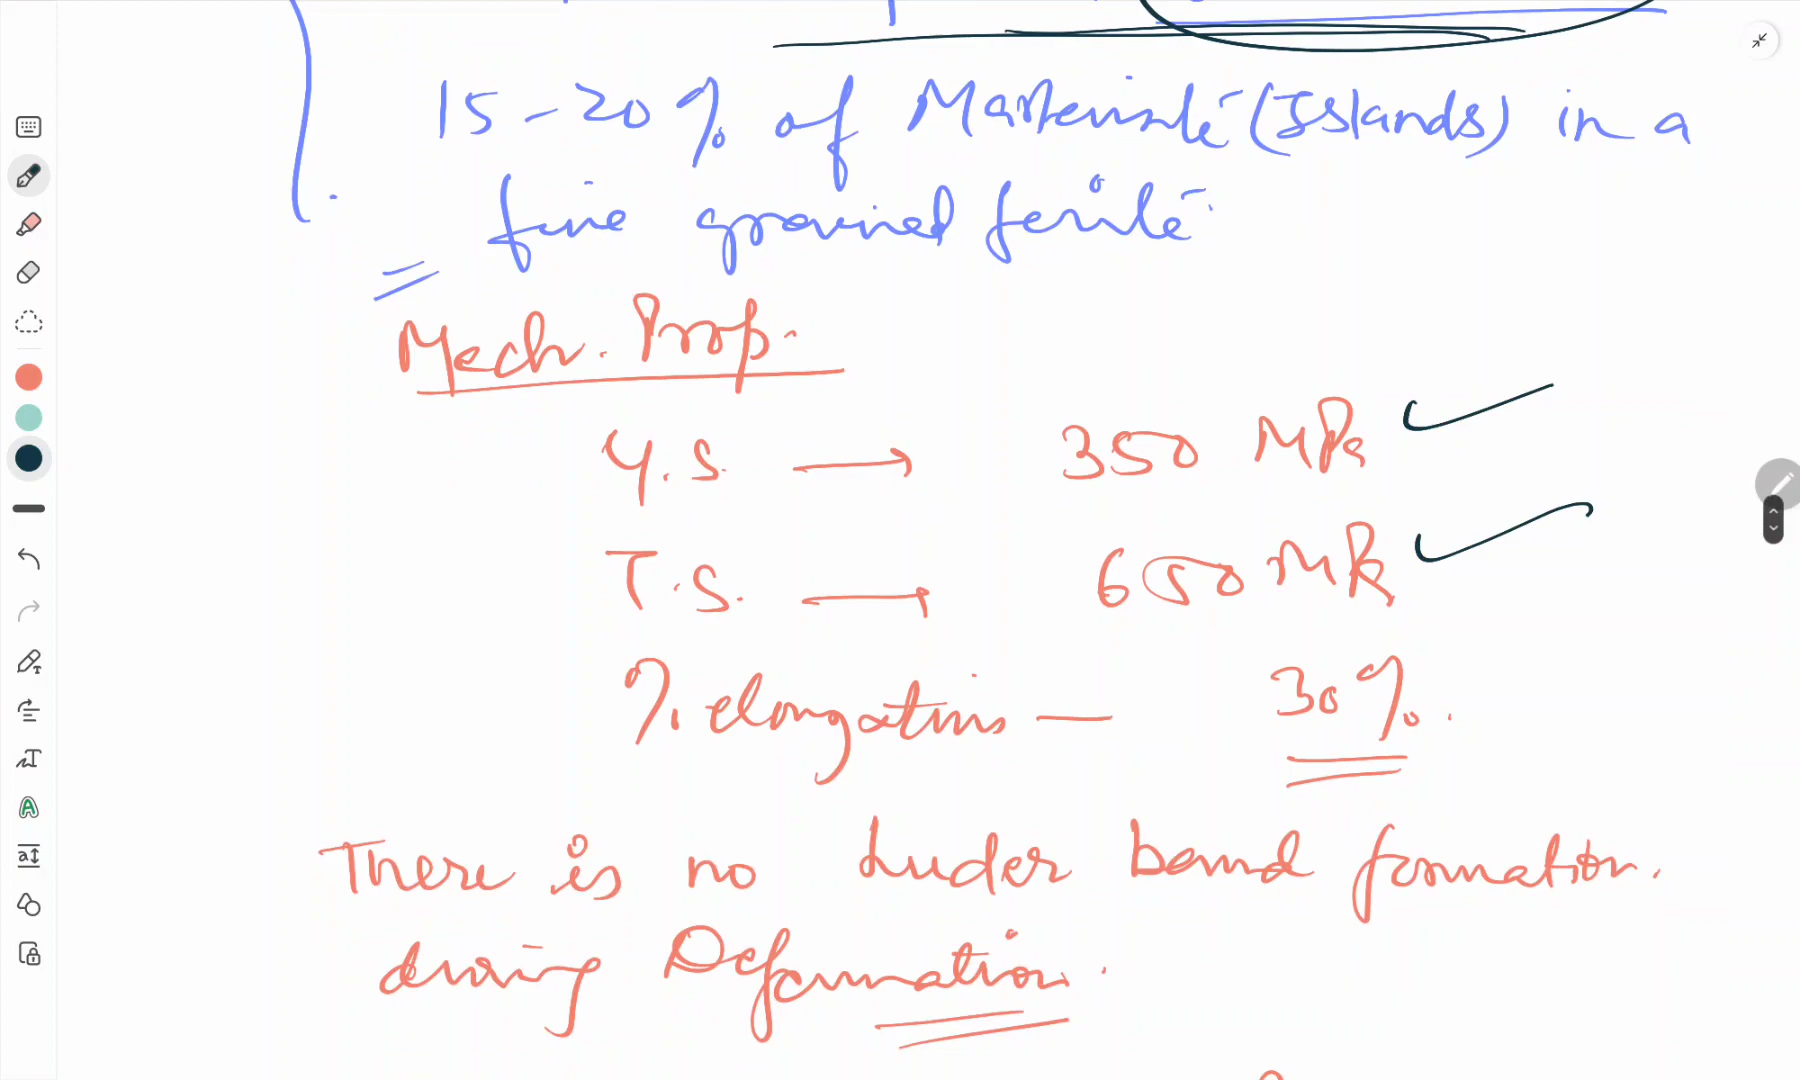 15-20% of Martensite (Islands) in a
fine grained ferrite
Mech. Prop.
Y.S. → 350 MPa
T.S. → 650 MPa
% elongations — 30%.
There is no Luder band formation.
during Deformation.